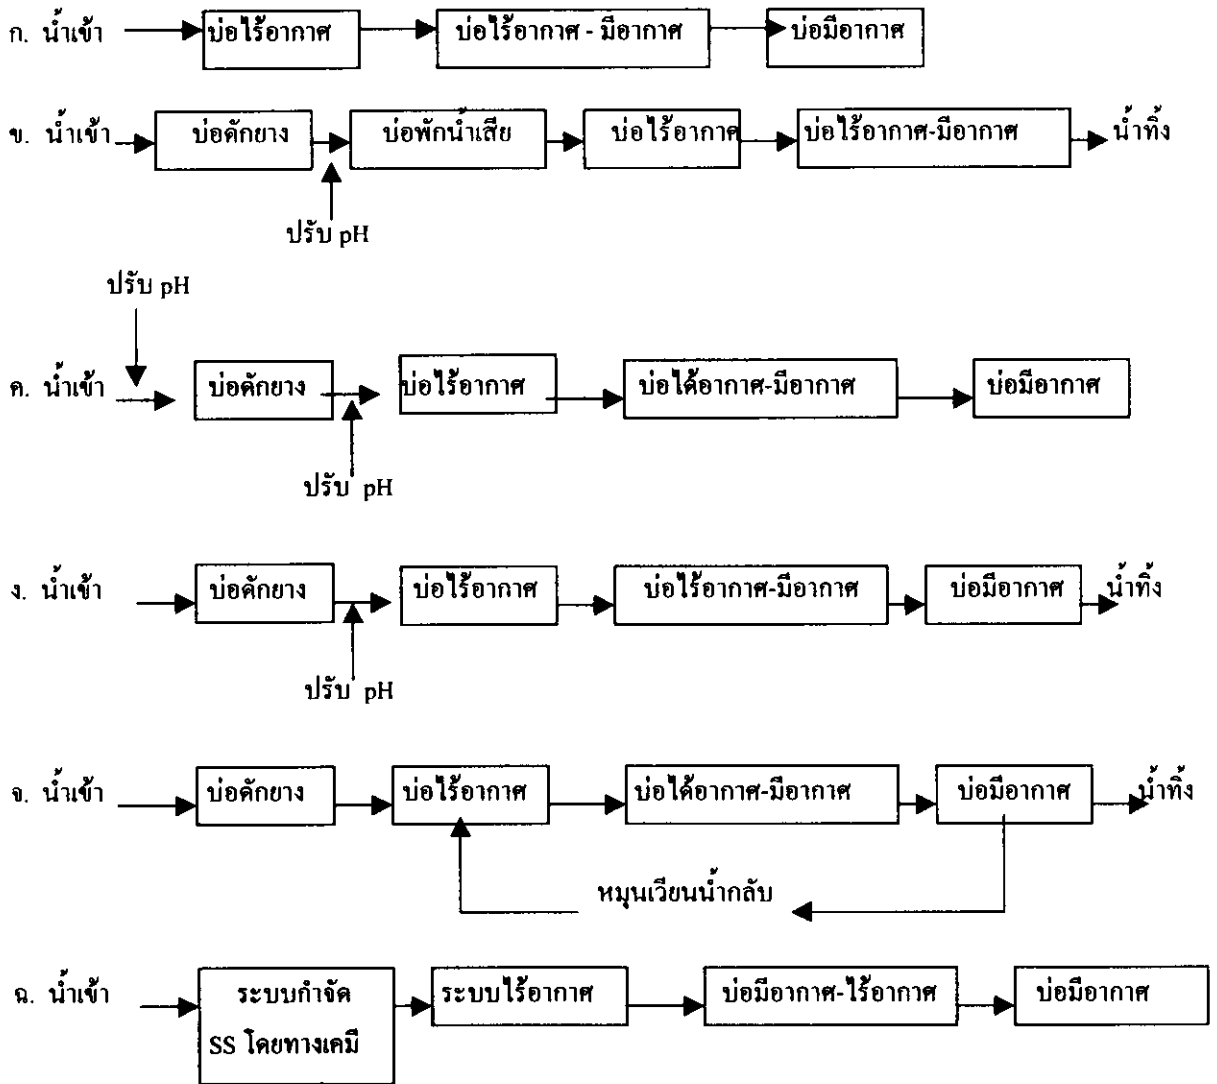 ก. น้ำเข้า บ่อไร้อากาศ บ่อไร้อากาศ - มีอากาศ บ่อมีอากาศ
ข. น้ำเข้า บ่อดักยาง บ่อพักน้ำเสีย บ่อไร้อากาศ บ่อไร้อากาศ-มีอากาศ น้ำทิ้ง
ปรับ pH
ปรับ pH
ค. น้ำเข้า บ่อดักยาง บ่อไร้อากาศ บ่อได้อากาศ-มีอากาศ บ่อมีอากาศ
ปรับ pH
ง. น้ำเข้า บ่อดักยาง บ่อไร้อากาศ บ่อไร้อากาศ-มีอากาศ บ่อมีอากาศ น้ำทิ้ง
ปรับ pH
จ. น้ำเข้า บ่อดักยาง บ่อไร้อากาศ บ่อได้อากาศ-มีอากาศ บ่อมีอากาศ น้ำทิ้ง
หมุนเวียนน้ำกลับ
ฉ. น้ำเข้า ระบบกำจัด ระบบไร้อากาศ บ่อมีอากาศ-ไร้อากาศ บ่อมีอากาศ
SS โดยทางเคมี